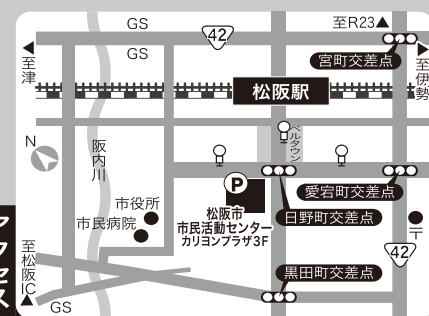 至R23▲
GS
42
GS
◀至津
宮町交差点
▶至伊勢
松阪駅
N
阪内川
ベルタウン
P
愛宕町交差点
市役所
市民病院
松阪市
市民活動センター
カリヨンプラザ3F
日野町交差点
〒
アクセス
至松阪IC▲
42
黒田町交差点
GS